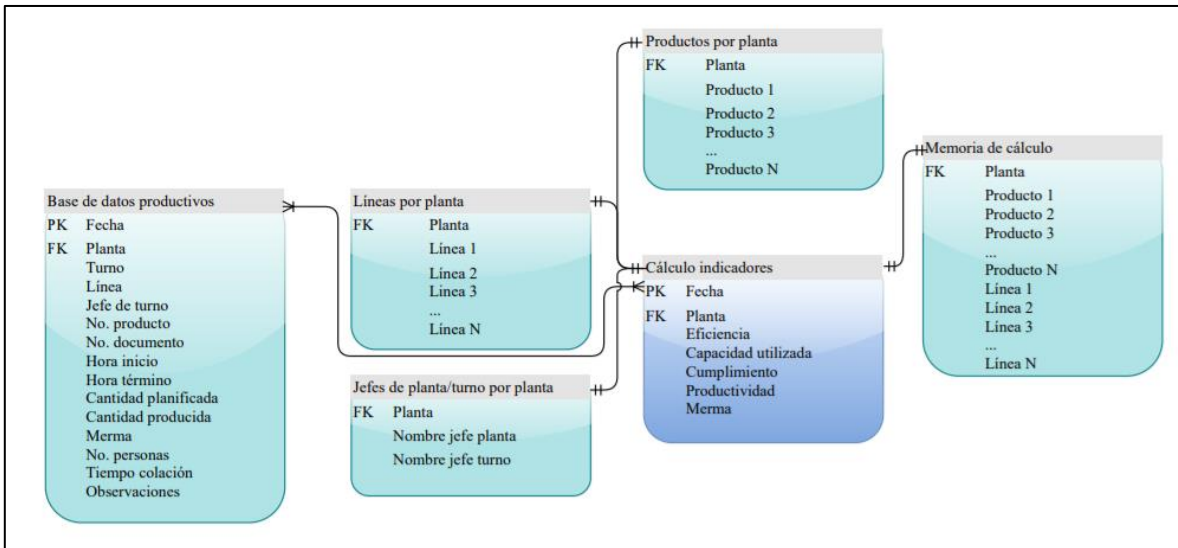 Base de datos productivos
PK Fecha
FK Planta
Turno
Línea
Jefe de turno
No. producto
No. documento
Hora inicio
Hora término
Cantidad planificada
Cantidad producida
Merma
No. personas
Tiempo colación
Observaciones
Líneas por planta
FK Planta
Línea 1
Línea 2
Línea 3
...
Línea N
Jefes de planta/turno por planta
FK Planta
Nombre jefe planta
Nombre jefe turno
Productos por planta
FK Planta
Producto 1
Producto 2
Producto 3
...
Producto N
Cálculo indicadores
PK Fecha
FK Planta
Eficiencia
Capacidad utilizada
Cumplimiento
Productividad
Merma
Memoria de cálculo
FK Planta
Producto 1
Producto 2
Producto 3
...
Producto N
Línea 1
Línea 2
Línea 3
...
Línea N